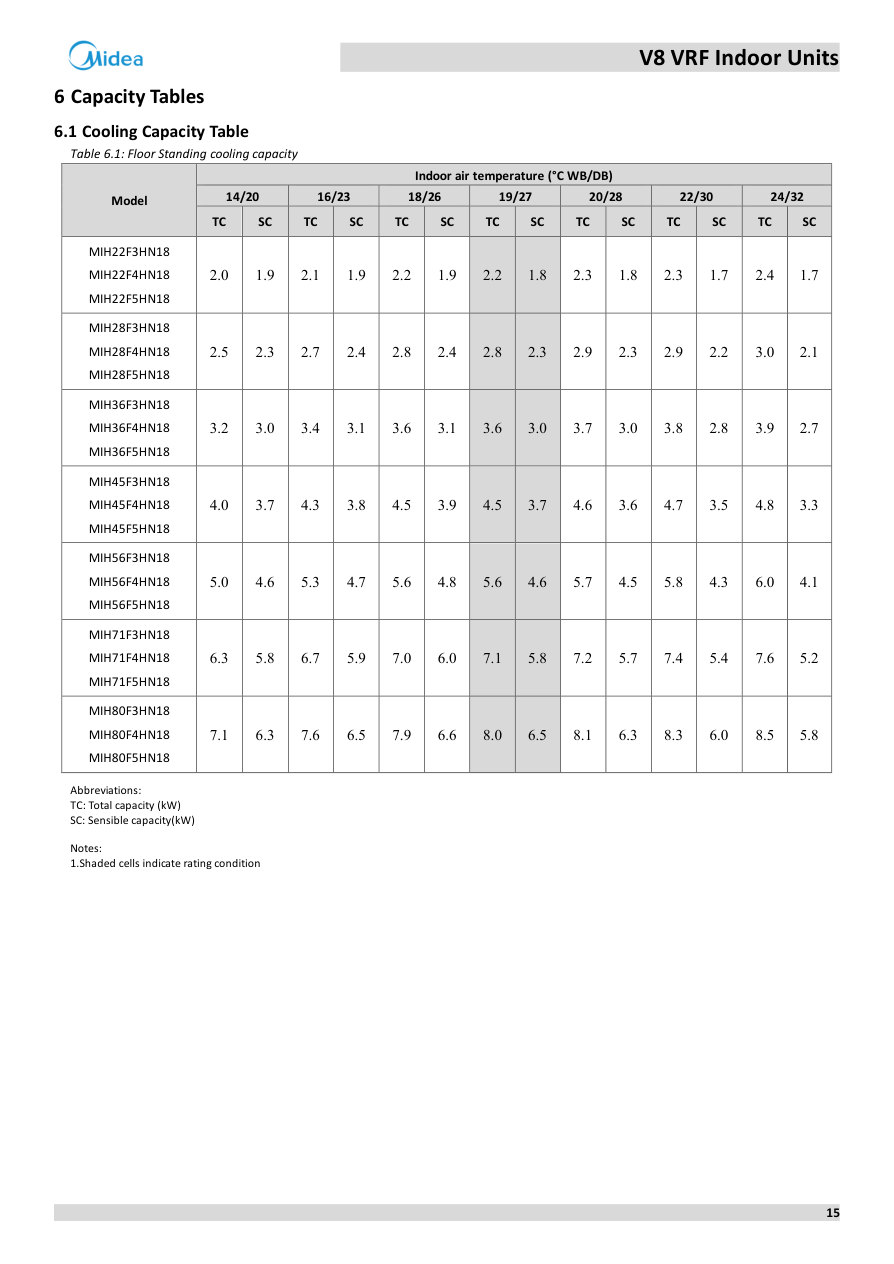 Midea
V8 VRF Indoor Units
6 Capacity Tables
6.1 Cooling Capacity Table
Table 6.1: Floor Standing cooling capacity
Model
Indoor air temperature (°C WB/DB)
14/20 16/23 18/26 19/27 20/28 22/30 24/32
TC SC TC SC TC SC TC SC TC SC TC SC TC SC
MIH22F3HN18
MIH22F4HN18 2.0 1.9 2.1 1.9 2.2 1.9 2.2 1.8 2.3 1.8 2.3 1.7 2.4 1.7
MIH22F5HN18
MIH28F3HN18
MIH28F4HN18 2.5 2.3 2.7 2.4 2.8 2.4 2.8 2.3 2.9 2.3 2.9 2.2 3.0 2.1
MIH28F5HN18
MIH36F3HN18
MIH36F4HN18 3.2 3.0 3.4 3.1 3.6 3.1 3.6 3.0 3.7 3.0 3.8 2.8 3.9 2.7
MIH36F5HN18
MIH45F3HN18
MIH45F4HN18 4.0 3.7 4.3 3.8 4.5 3.9 4.5 3.7 4.6 3.6 4.7 3.5 4.8 3.3
MIH45F5HN18
MIH56F3HN18
MIH56F4HN18 5.0 4.6 5.3 4.7 5.6 4.8 5.6 4.6 5.7 4.5 5.8 4.3 6.0 4.1
MIH56F5HN18
MIH71F3HN18
MIH71F4HN18 6.3 5.8 6.7 5.9 7.0 6.0 7.1 5.8 7.2 5.7 7.4 5.4 7.6 5.2
MIH71F5HN18
MIH80F3HN18
MIH80F4HN18 7.1 6.3 7.6 6.5 7.9 6.6 8.0 6.5 8.1 6.3 8.3 6.0 8.5 5.8
MIH80F5HN18
Abbreviations:
TC: Total capacity (kW)
SC: Sensible capacity(kW)
Notes:
1.Shaded cells indicate rating condition
15